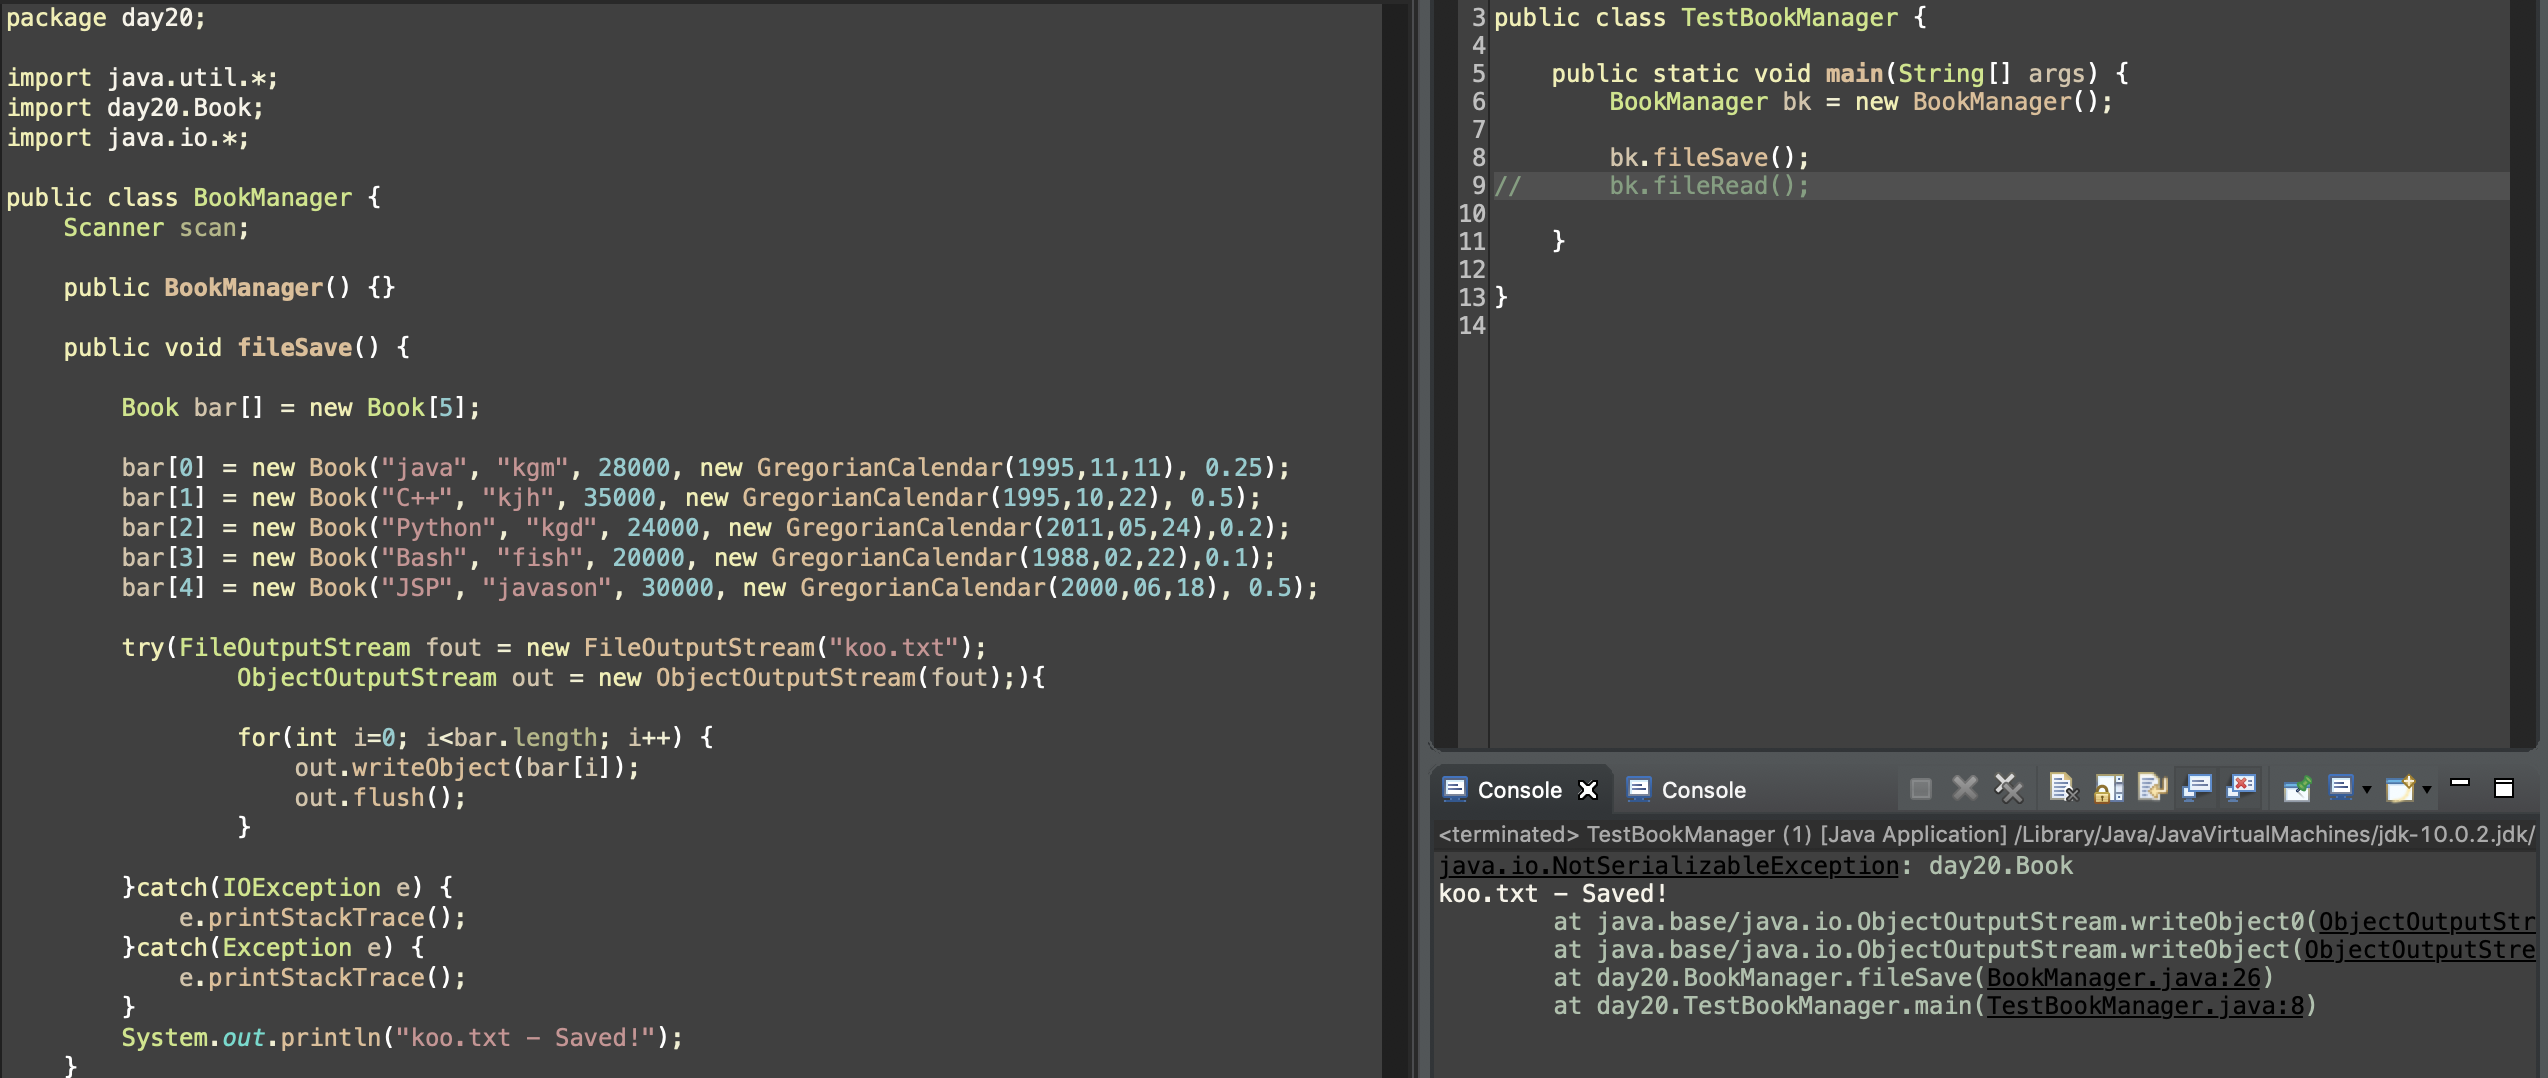 package day20;
import java.util.*;
import day20.Book;
import java.io.*;
public class BookManager {
    Scanner scan;
    public BookManager() {}
    public void fileSave() {
        Book bar[] = new Book[5];
        bar[0] = new Book("java", "kgm", 28000, new GregorianCalendar(1995,11,11), 0.25);
        bar[1] = new Book("C++", "kjh", 35000, new GregorianCalendar(1995,10,22), 0.5);
        bar[2] = new Book("Python", "kgd", 24000, new GregorianCalendar(2011,05,24),0.2);
        bar[3] = new Book("Bash", "fish", 20000, new GregorianCalendar(1988,02,22),0.1);
        bar[4] = new Book("JSP", "javason", 30000, new GregorianCalendar(2000,06,18), 0.5);
        try(FileOutputStream fout = new FileOutputStream("koo.txt");
                ObjectOutputStream out = new ObjectOutputStream(fout);){
                for(int i=0; i<bar.length; i++) {
                    out.writeObject(bar[i]);
                    out.flush();
                }
        }catch(IOException e) {
            e.printStackTrace();
        }catch(Exception e) {
            e.printStackTrace();
        }
        System.out.println("koo.txt - Saved!");
    }
3 public class TestBookManager {
4
5     public static void main(String[] args) {
6         BookManager bk = new BookManager();
7
8         bk.fileSave();
9 //      bk.fileRead();
10
11     }
12
13 }
14
Console Console
<terminated> TestBookManager (1) [Java Application] /Library/Java/JavaVirtualMachines/jdk-10.0.2.jdk/
java.io.NotSerializableException: day20.Book
koo.txt - Saved!
        at java.base/java.io.ObjectOutputStream.writeObject0(ObjectOutputStr
        at java.base/java.io.ObjectOutputStream.writeObject(ObjectOutputStre
        at day20.BookManager.fileSave(BookManager.java:26)
        at day20.TestBookManager.main(TestBookManager.java:8)